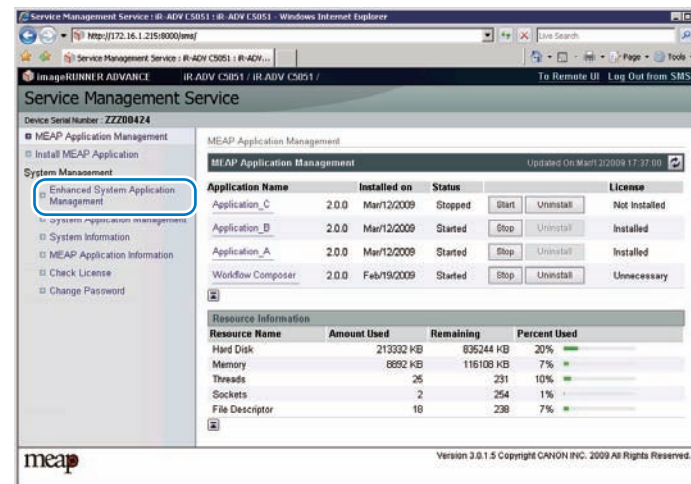 Service Management Service : iR-ADV C5051 : iR-ADV C5051 - Windows Internet Explorer
http://172.16.1.215:8000/sms/
Live Search
Service Management Service : iR-ADV C5051 : iR-ADV...
Page
Tools
imageRUNNER ADVANCE
iR-ADV C5051 / iR-ADV C5051 /
To Remote UI
Log Out from SMS
Service Management Service
Device Serial Number : ZZZ00424
MEAP Application Management
Install MEAP Application
System Management
Enhanced System Application
Management
System Application Management
System Information
MEAP Application Information
Check License
Change Password
MEAP Application Management
MEAP Application Management
Updated On Mar/12/2009 17:37:00
Application Name Installed on Status License
Application_C 2.0.0 Mar/12/2009 Stopped Start Uninstall Not Installed
Application_B 2.0.0 Mar/12/2009 Started Stop Uninstall Installed
Application_A 2.0.0 Mar/12/2009 Started Stop Uninstall Installed
Workflow Composer 2.0.0 Feb/19/2009 Started Stop Uninstall Unnecessary
Resource Information
Resource Name Amount Used Remaining Percent Used
Hard Disk 213332 KB 835244 KB 20%
Memory 8892 KB 116108 KB 7%
Threads 25 231 10%
Sockets 2 254 1%
File Descriptor 18 238 7%
meap
Version 3.0.1.5 Copyright CANON INC. 2009 All Rights Reserved.